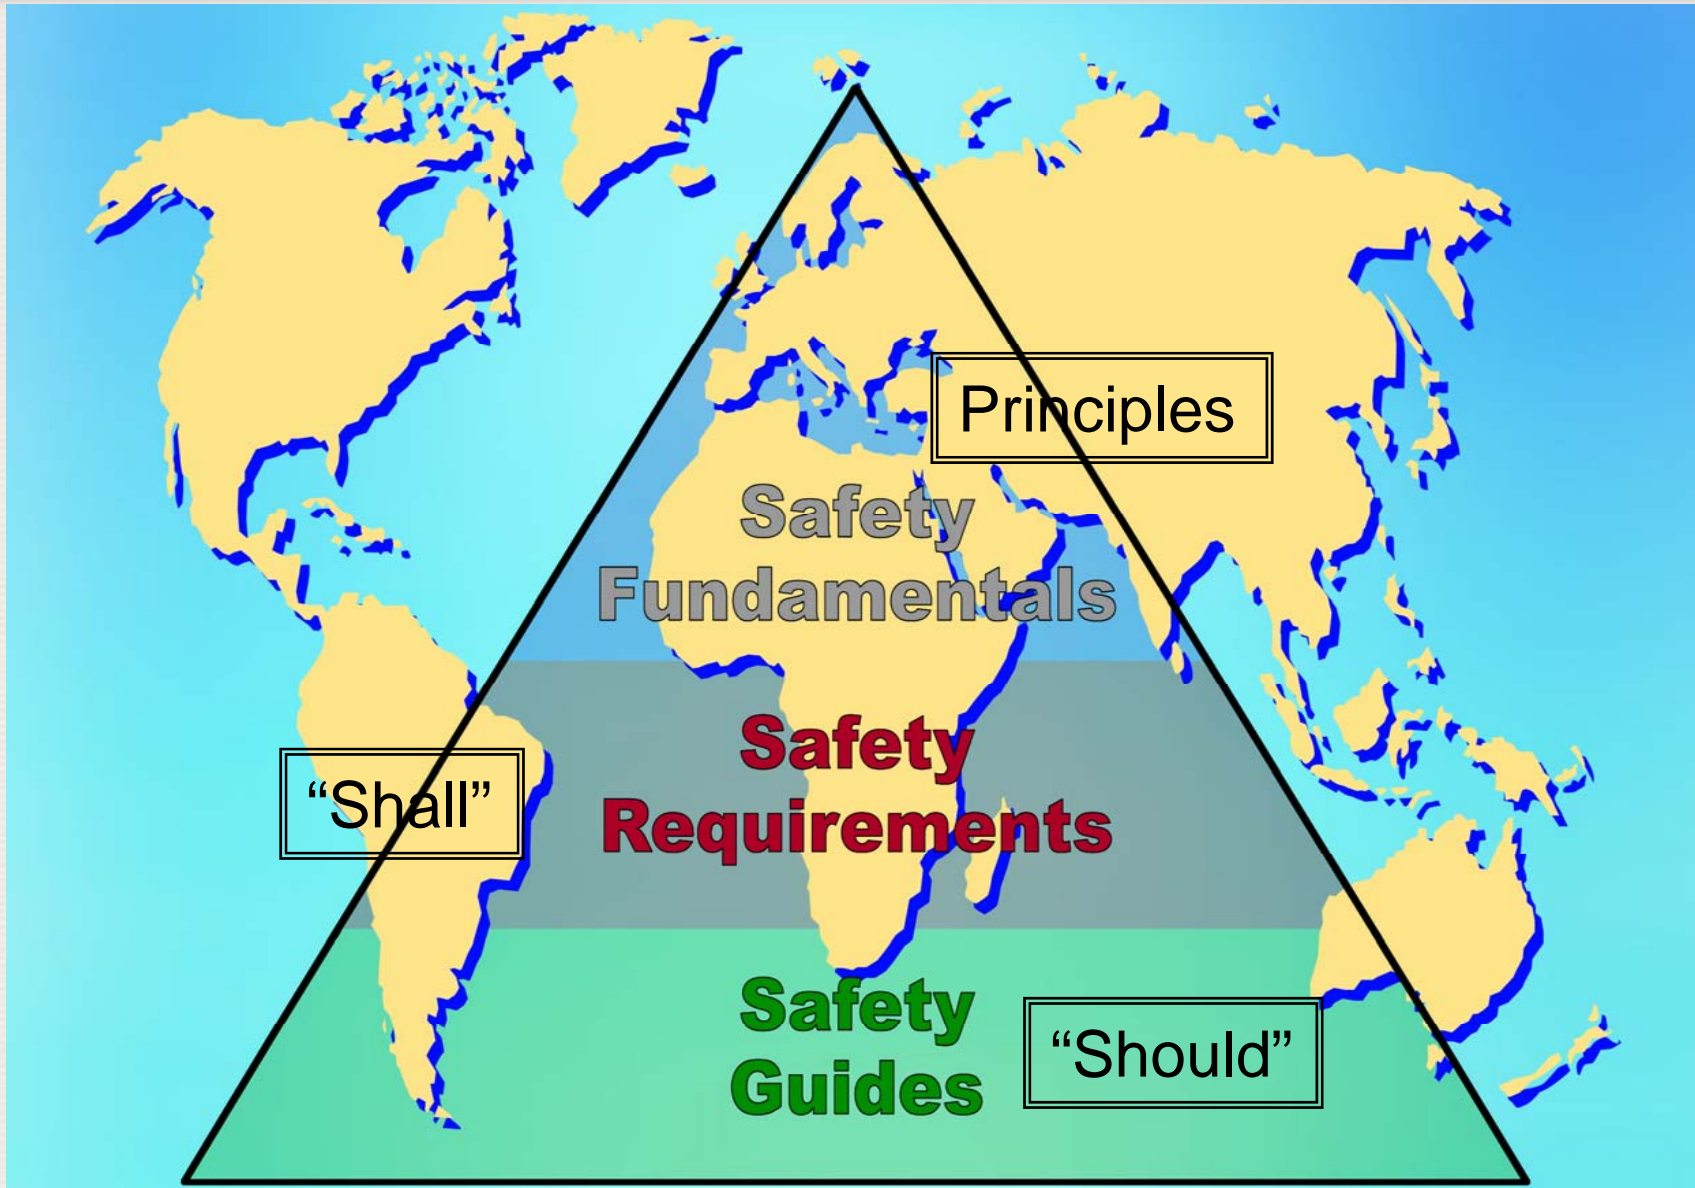 Principles
Safety
Fundamentals
“Shall”
Safety
Requirements
Safety
Guides
“Should”